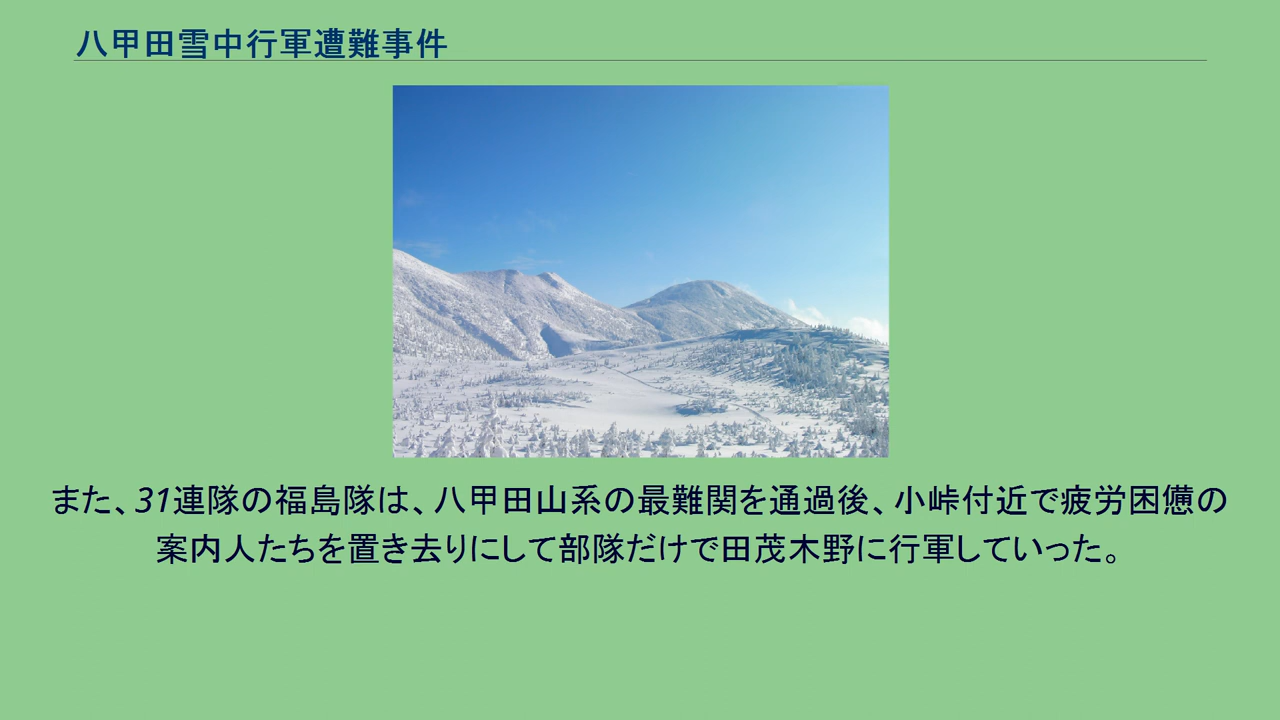 八甲田雪中行軍遭難事件
また、31連隊の福島隊は、八甲田山系の最難関を通過後、小峠付近で疲労困憊の
案内人たちを置き去りにして部隊だけで田茂木野に行軍していった。